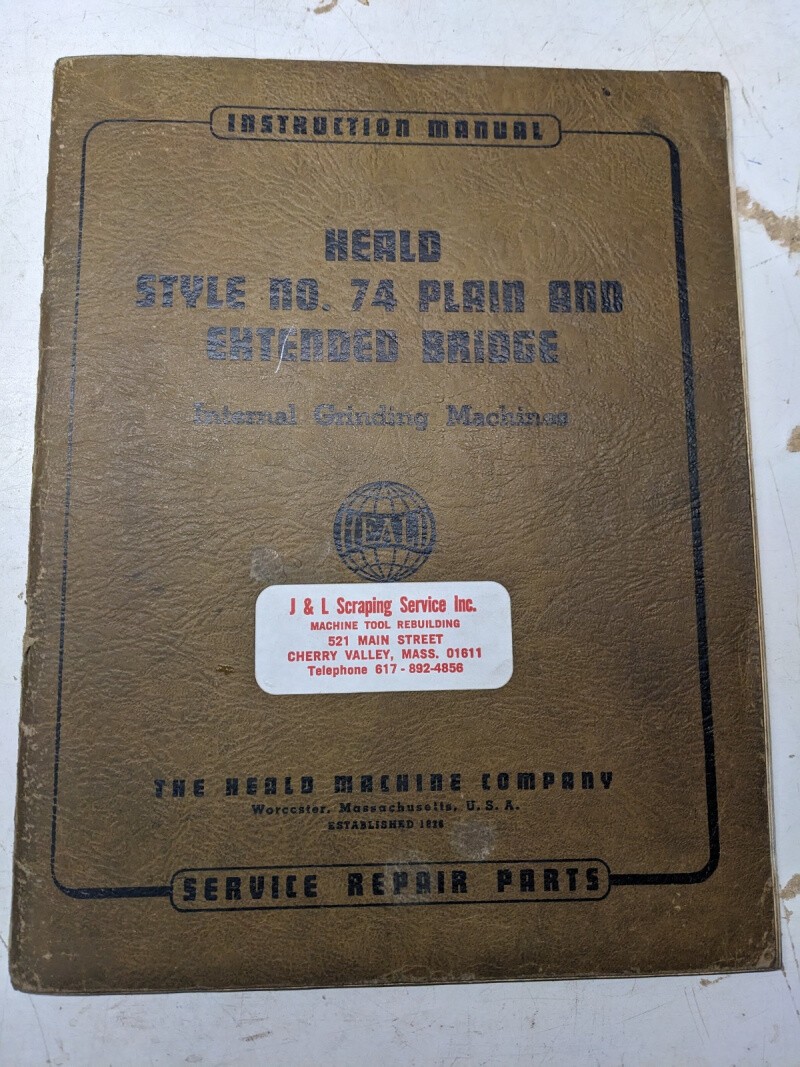 INSTRUCTION MANUAL
HEALD
STYLE NO. 74 PLAIN AND
EXTENDED BRIDGE
Internal Grinding Machines
HEALD
J & L Scraping Service Inc.
MACHINE TOOL REBUILDING
521 MAIN STREET
CHERRY VALLEY, MASS. 01611
Telephone 617-892-4856
THE HEALD MACHINE COMPANY
Worcester, Massachusetts, U. S. A.
ESTABLISHED 1826
SERVICE REPAIR PARTS